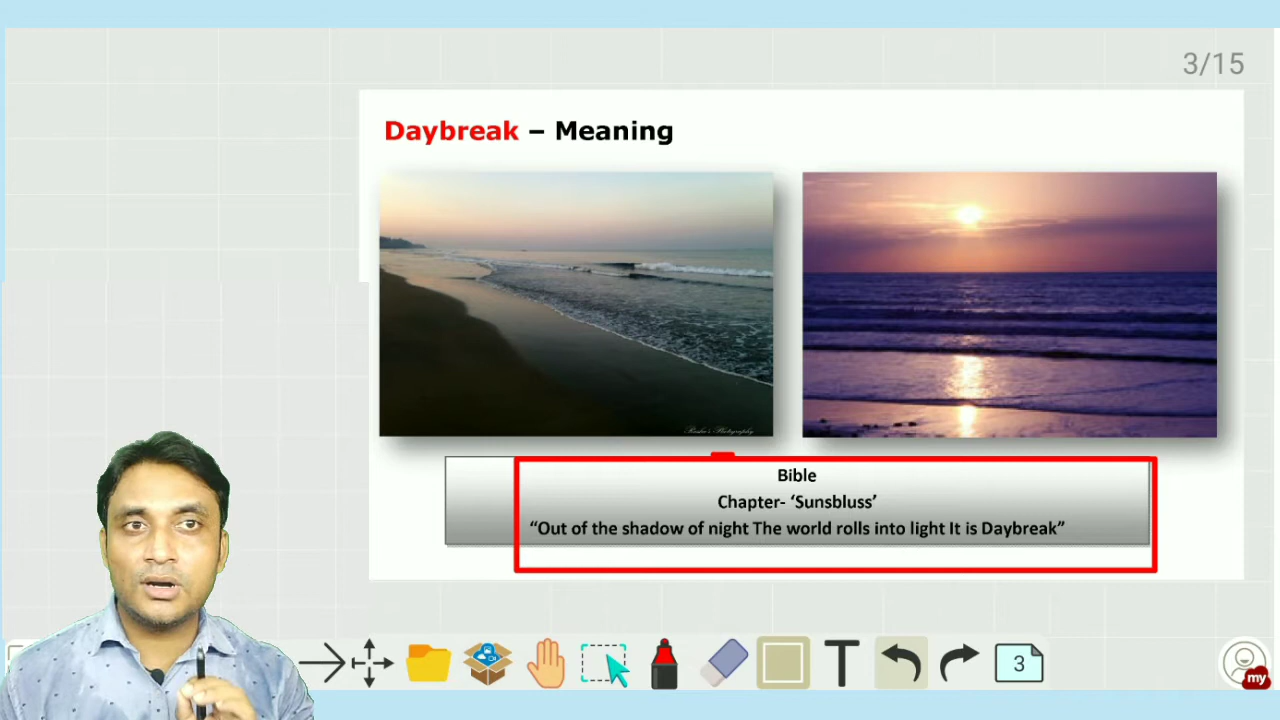 3/15
Daybreak – Meaning
Bible
Chapter- ‘Sunsbluss’
“Out of the shadow of night The world rolls into light It is Daybreak”
T
3
my